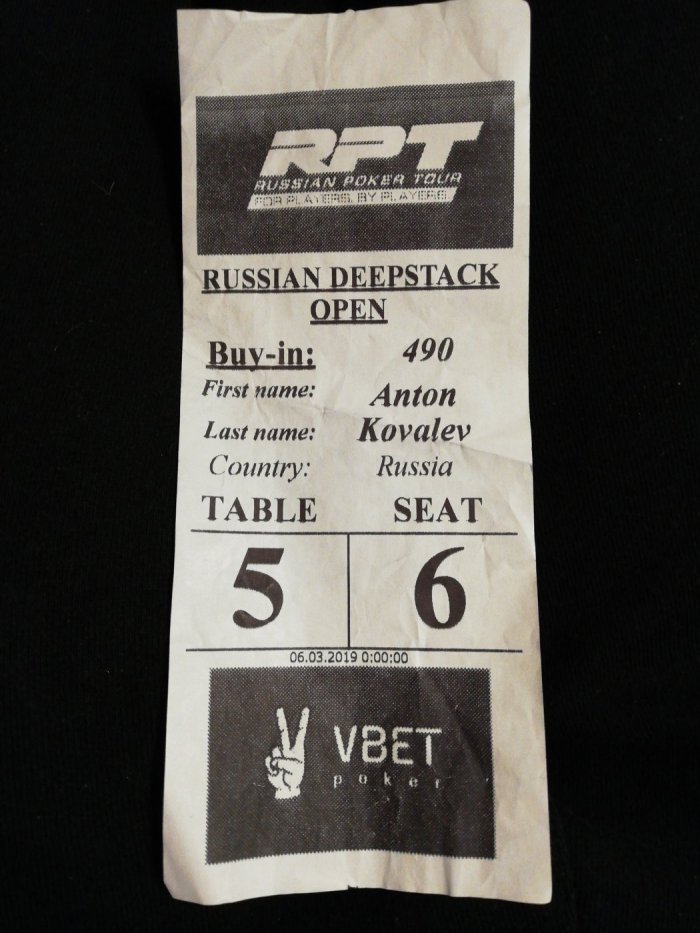 RPT
RUSSIAN POKER TOUR
FOR PLAYERS, BY PLAYERS
RUSSIAN DEEPSTACK
OPEN
Buy-in: 490
First name: Anton
Last name: Kovalev
Country: Russia
TABLE SEAT
5 6
06.03.2019 0:00:00
VBET
poker